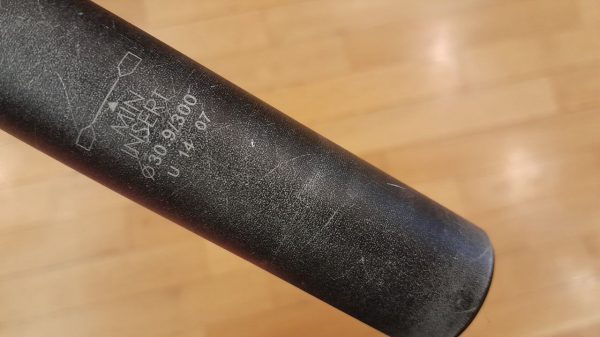 MIN
INSERT
Ø30.9/300
U 14 07